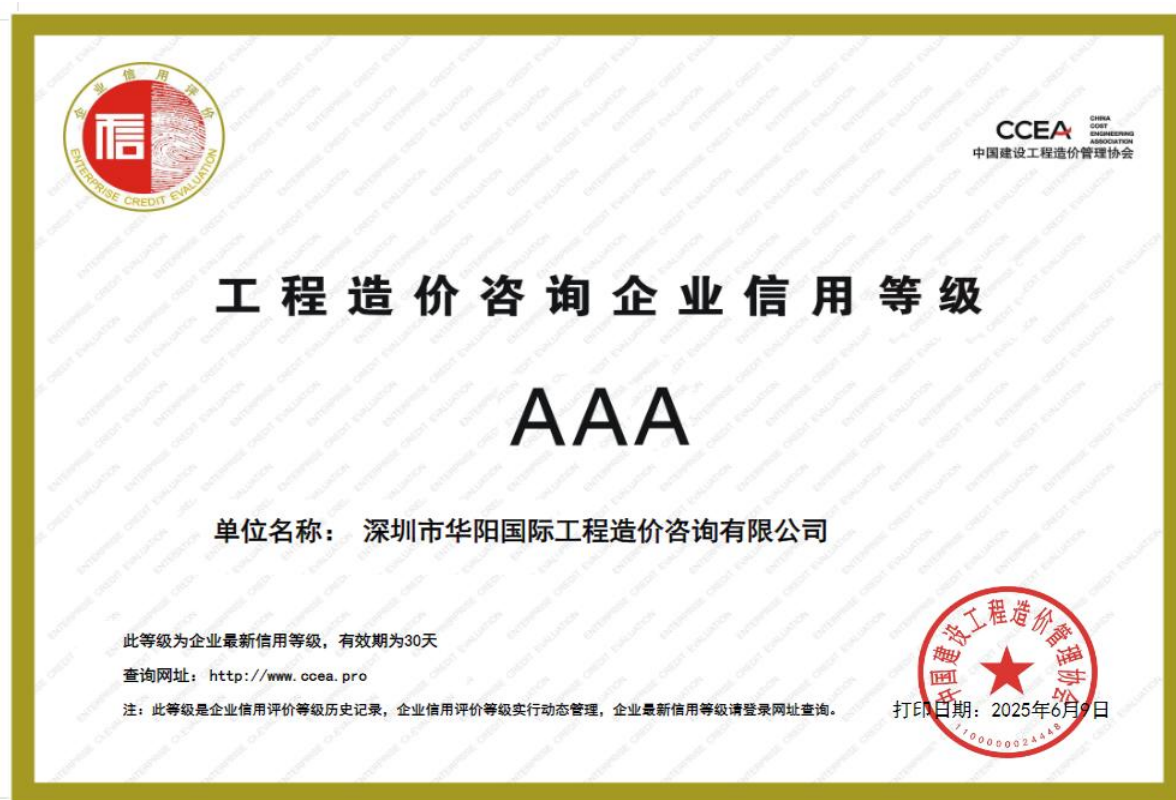 企业信用评价
信
ENTERPRISE CREDIT EVALUATION
CCEA
CHINA
COST
ENGINEERING
ASSOCIATION
中国建设工程造价管理协会
工程造价咨询企业信用等级
AAA
单位名称： 深圳市华阳国际工程造价咨询有限公司
此等级为企业最新信用等级，有效期为30天
查询网址：http://www.ccea.pro
注：此等级是企业信用评价等级历史记录，企业信用评价等级实行动态管理，企业最新信用等级请登录网址查询。
中国建设工程造价管理协会
打印日期：2025年6月9日
1100000024448